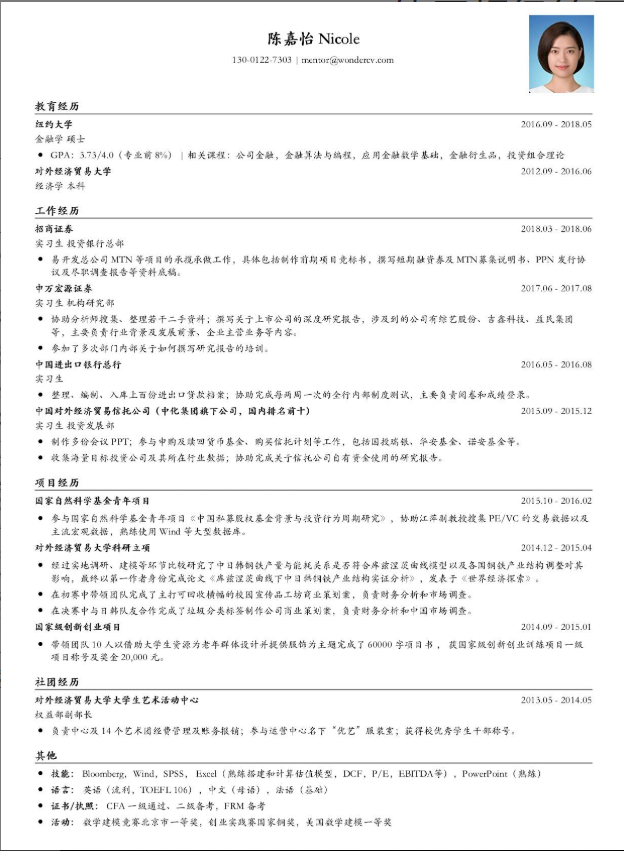 陈嘉怡 Nicole
130-0122-7303 | mentor@wondercv.com
教育经历
纽约大学 2016.09 - 2018.05
金融学 硕士
• GPA：3.73/4.0（专业前 8%） | 相关课程：公司金融，金融算法与编程，应用金融数学基础，金融衍生品，投资组合理论
对外经济贸易大学 2012.09 - 2016.06
经济学 本科
工作经历
招商证券 2018.03 - 2018.06
实习生 投资银行总部
• 易开发总公司 MTN 等项目的承揽承做工作，具体包括制作前期项目竞标书，撰写短期融资券及 MTN 募集说明书、PPN 发行协
议及尽职调查报告等资料底稿。
申万宏源证券 2017.06 - 2017.08
实习生 机构研究部
• 协助分析师搜集、整理若干二手资料；撰写关于上市公司的深度研究报告，涉及到的公司有综艺股份、吉鑫科技、益民集团
等，主要负责行业背景及发展前景、企业主营业务等内容。
• 参加了多次部门内部关于如何撰写研究报告的培训。
中国进出口银行总行 2016.05 - 2016.08
实习生
• 整理、编制、入库上百份进出口贷款档案；协助完成每两周一次的全行内部制度测试，主要负责阅卷和成绩登录。
中国对外经济贸易信托公司（中化集团旗下公司，国内排名前十） 2015.09 - 2015.12
实习生 投资发展部
• 制作多份会议 PPT；参与申购及赎回货币基金、购买信托计划等工作，包括国投瑞银、华安基金、诺安基金等。
• 收集海量目标投资公司及其所在行业数据；协助完成关于信托公司自有资金使用的研究报告。
项目经历
国家自然科学基金青年项目 2015.10 - 2016.02
• 参与国家自然科学基金青年项目《中国私募股权基金背景与投资行为周期研究》，协助江萍副教授搜集 PE/VC 的交易数据以及
主流宏观数据，熟练使用 Wind 等大型数据库。
对外经济贸易大学科研立项 2014.12 - 2015.04
• 经过实地调研、建模等环节比较研究了中日韩钢铁产量与能耗关系是否符合库兹涅茨曲线模型以及各国钢铁产业结构调整对其
影响，最终以第一作者身份完成论文《库兹涅茨曲线下中日韩钢铁产业结构实证分析》，发表于《世界经济探索》。
• 在初赛中带领团队完成了主打可回收横幅的校园宣传品工坊商业策划案，负责财务分析和市场调研。
• 在决赛中与日韩队友合作完成了垃圾分类标签制作公司商业策划案，负责财务分析和中国市场调查。
国家级创新创业项目 2014.09 - 2015.01
• 带领团队 10 人以借助大学生资源为老年群体设计并提供服饰为主题完成了 60000 字项目书 ，获国家级创新创业训练项目一级
项目称号及奖金 20,000 元。
社团经历
对外经济贸易大学大学生艺术活动中心 2013.05 - 2014.05
权益部副部长
• 负责中心及 14 个艺术团经费管理及账务报销；参与运营中心名下“优艺”服装室；获得校优秀学生干部称号。
其他
• 技能： Bloomberg，Wind，SPSS， Excel（熟练搭建和计算估值模型，DCF，P/E，EBITDA等），PowerPoint（熟练）
• 语言： 英语（流利，TOEFL 106），中文（母语），法语（基础）
• 证书/执照： CFA 一级通过、二级备考，FRM 备考
• 活动： 数学建模竞赛北京市一等奖，创业实践赛国家铜奖，美国数学建模一等奖